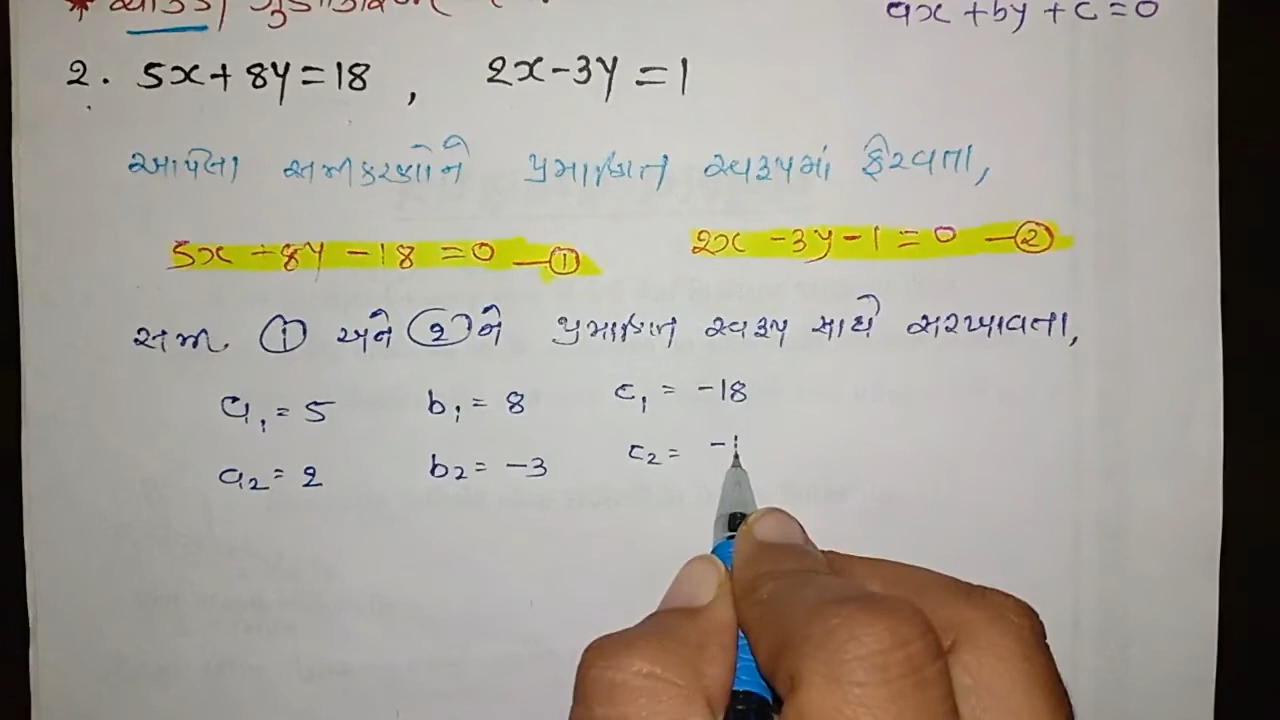 ax + by + c = 0
2. 5x + 8y = 18 , 2x - 3y = 1
આપેલા સમીકરણોને પ્રમાણિત સ્વરૂપમાં ફેરવતા,
5x + 8y - 18 = 0 — ① 2x - 3y - 1 = 0 — ②
સમી ① અને ② ને પ્રમાણિત સ્વરૂપ સાથે સરખાવતા,
a₁ = 5 b₁ = 8 c₁ = -18
a₂ = 2 b₂ = -3 c₂ = -1